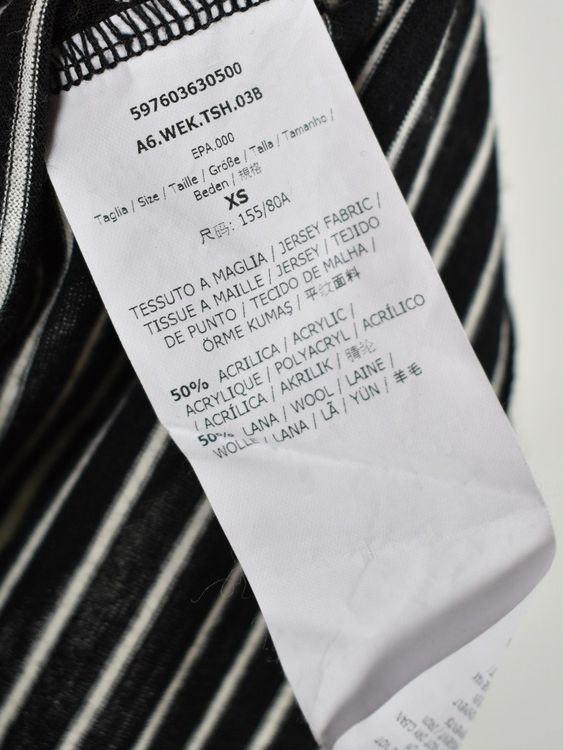 597603630500
A6.WEK.TSH.03B
EPA.000
Taglia / Size / Taille / Größe / Talla / Tamanho /
Beden / 規格
XS
尺码: 155/80A
TESSUTO A MAGLIA / JERSEY FABRIC /
TISSUE A MAILLE / JERSEY / TEJIDO
DE PUNTO / TECIDO DE MALHA /
ÖRME KUMAŞ / 平纹面料
50% ACRILICA / ACRYLIC /
ACRYLIQUE / POLYACRYL / ACRÍLICO
/ ACRÍLICA / AKRILIK / 腈纶
50% LANA / WOOL / LAINE /
WOLLE / LANA / LÃ / YÜN / 羊毛